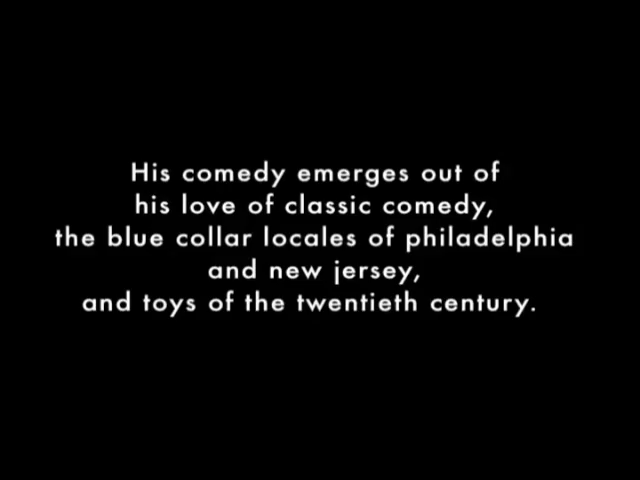 His comedy emerges out of
his love of classic comedy,
the blue collar locales of philadelphia
and new jersey,
and toys of the twentieth century.